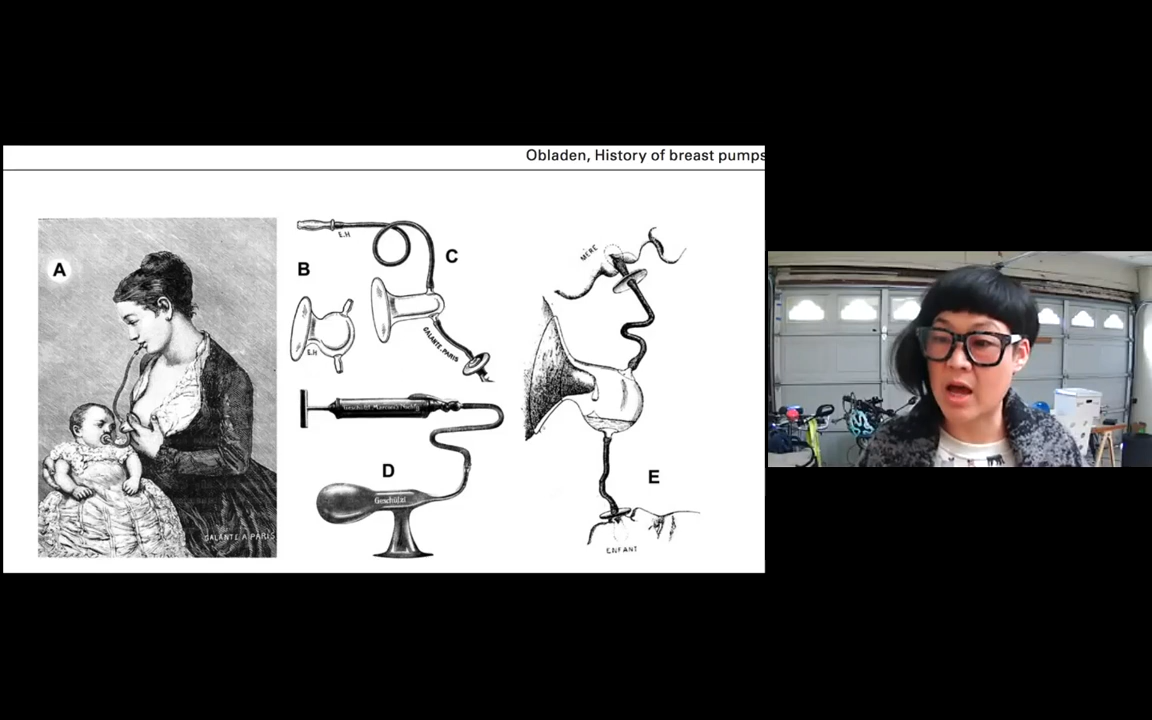 Obladen, History of breast pumps
A
GALANTE A PARIS
B
E.H
C
E.H
GALANTE-PARIS
D
Geschützt
E
MÈRE
ENFANT